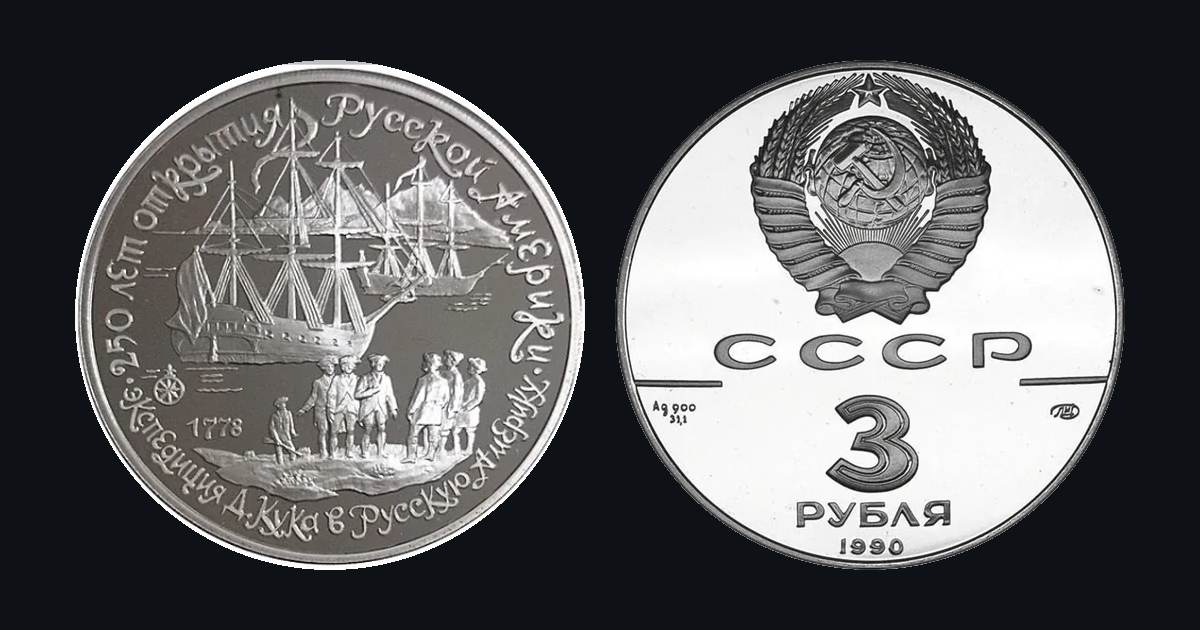 250 лет открытия Русской Америки
экспедиция Д. Кука в Русскую Америку
1778
СССР
Ag 900
31,1
3
РУБЛЯ
1990